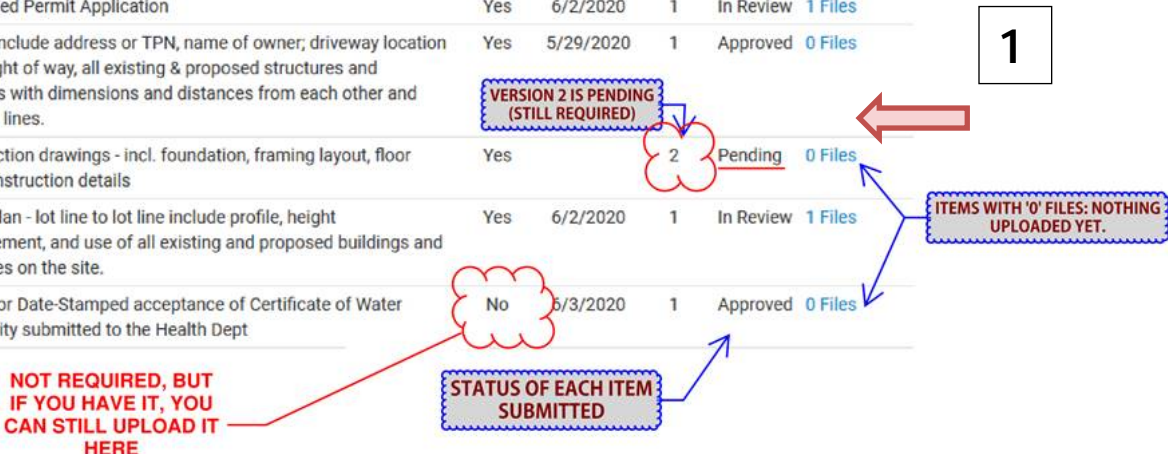 ed Permit Application Yes 6/2/2020 1 In Review 1 Files
nclude address or TPN, name of owner; driveway location Yes 5/29/2020 1 Approved 0 Files
ght of way, all existing & proposed structures and
s with dimensions and distances from each other and
lines.
1
VERSION 2 IS PENDING
(STILL REQUIRED)
ction drawings - incl. foundation, framing layout, floor Yes 2 Pending 0 Files
nstruction details
lan - lot line to lot line include profile, height Yes 6/2/2020 1 In Review 1 Files
ement, and use of all existing and proposed buildings and
es on the site.
ITEMS WITH '0' FILES: NOTHING
UPLOADED YET.
or Date-Stamped acceptance of Certificate of Water No 6/3/2020 1 Approved 0 Files
ity submitted to the Health Dept
NOT REQUIRED, BUT
IF YOU HAVE IT, YOU
CAN STILL UPLOAD IT
HERE
STATUS OF EACH ITEM
SUBMITTED